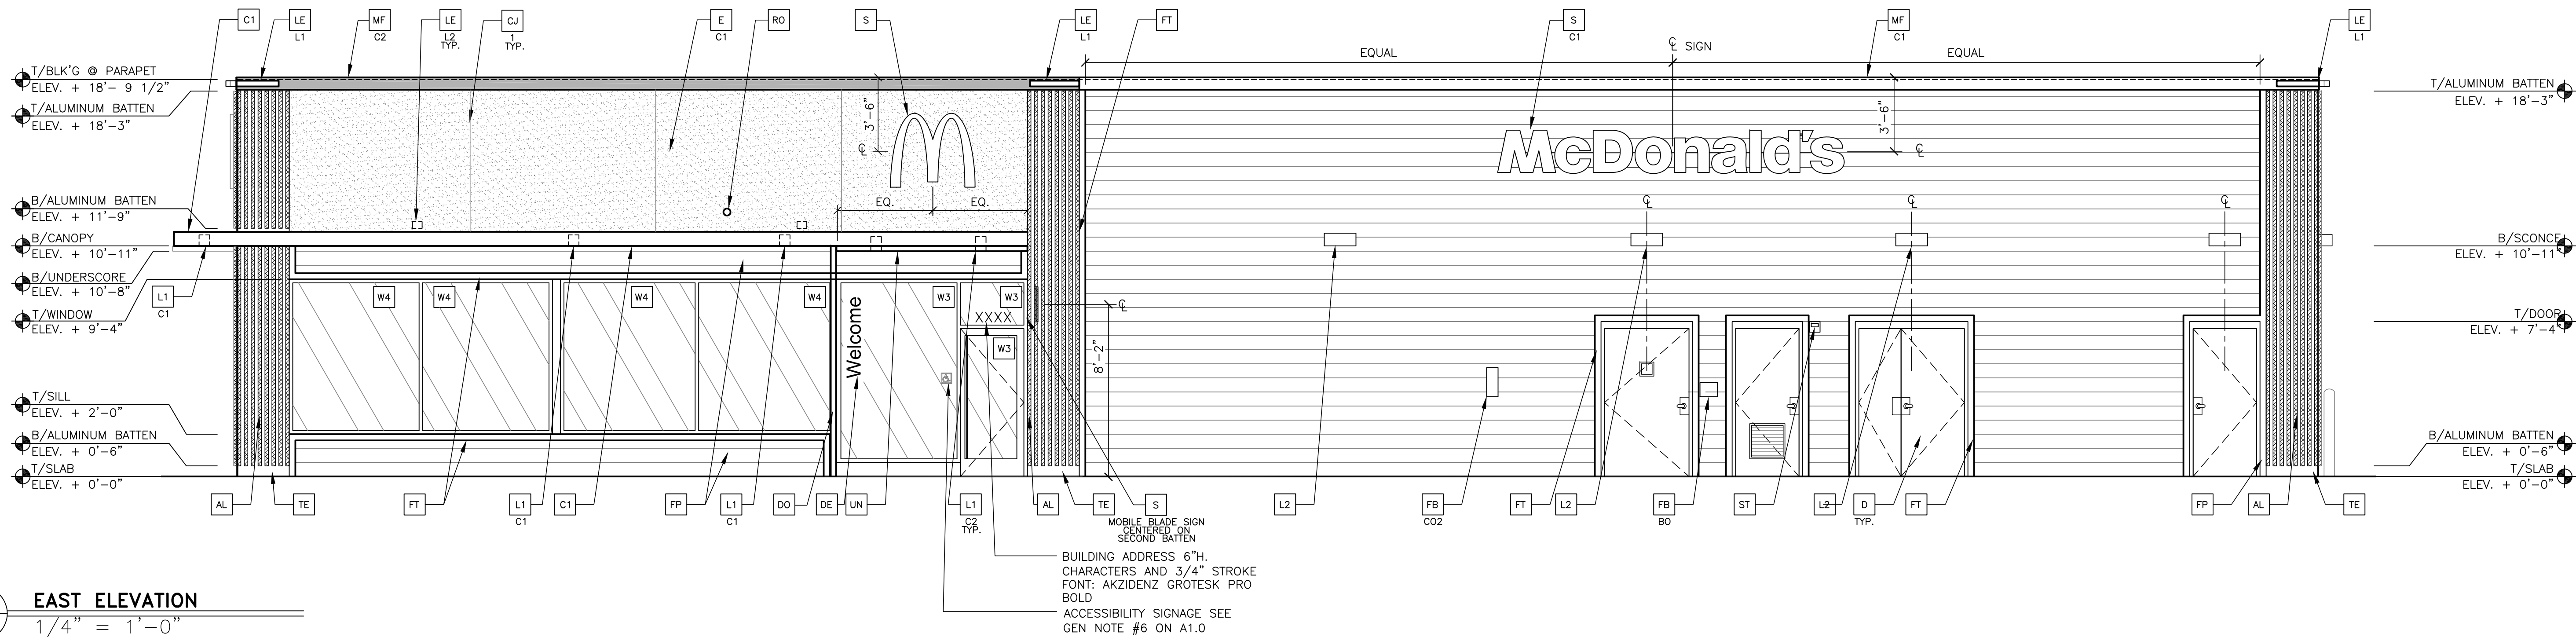 C1
LE
L1
MF
C2
LE
L2
TYP.
CJ
1
TYP.
E
C1
RO
S
LE
L1
FT
S
C1
MF
C1
LE
L1
EQUAL
℄ SIGN
EQUAL
T/BLK'G @ PARAPET
ELEV. + 18'- 9 1/2"
T/ALUMINUM BATTEN
ELEV. + 18'-3"
B/ALUMINUM BATTEN
ELEV. + 11'-9"
B/CANOPY
ELEV. + 10'-11"
B/UNDERSCORE
ELEV. + 10'-8"
T/WINDOW
ELEV. + 9'-4"
T/SILL
ELEV. + 2'-0"
B/ALUMINUM BATTEN
ELEV. + 0'-6"
T/SLAB
ELEV. + 0'-0"
L1
C1
3'-6"
℄
M
EQ.
EQ.
W4
W4
W4
W4
Welcome
W3
W3
XXXX
W3
℄
8'-2"
McDonald's
3'-6"
℄
℄
℄
℄
T/ALUMINUM BATTEN
ELEV. + 18'-3"
B/SCONCE
ELEV. + 10'-11"
T/DOOR
ELEV. + 7'-4"
B/ALUMINUM BATTEN
ELEV. + 0'-6"
T/SLAB
ELEV. + 0'-0"
AL
TE
FT
L1
C1
C1
FP
L1
C1
DO
DE
UN
L1
C2
TYP.
AL
TE
S
MOBILE BLADE SIGN
CENTERED ON
SECOND BATTEN
L2
FB
CO2
FT
L2
FB
BO
ST
L2
D
TYP.
FT
FP
AL
TE
BUILDING ADDRESS 6"H.
CHARACTERS AND 3/4" STROKE
FONT: AKZIDENZ GROTESK PRO
BOLD
ACCESSIBILITY SIGNAGE SEE
GEN NOTE #6 ON A1.0
EAST ELEVATION
1/4" = 1'-0"